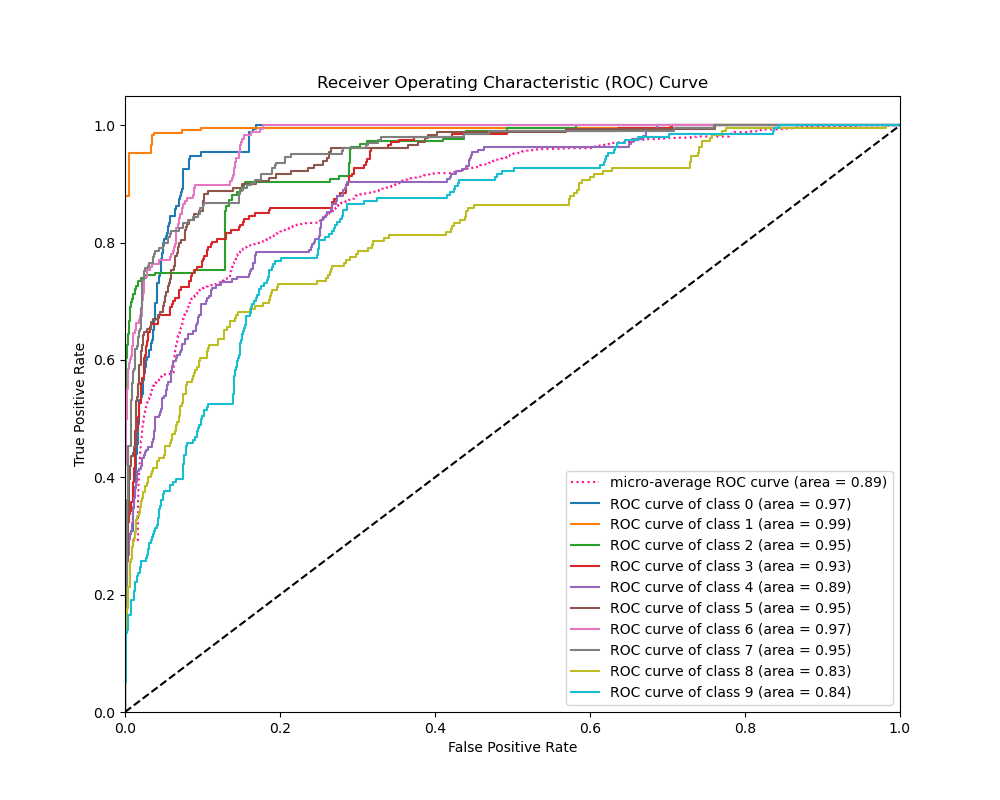 Receiver Operating Characteristic (ROC) Curve
True Positive Rate
1.0
0.8
0.6
0.4
0.2
0.0
micro-average ROC curve (area = 0.89)
ROC curve of class 0 (area = 0.97)
ROC curve of class 1 (area = 0.99)
ROC curve of class 2 (area = 0.95)
ROC curve of class 3 (area = 0.93)
ROC curve of class 4 (area = 0.89)
ROC curve of class 5 (area = 0.95)
ROC curve of class 6 (area = 0.97)
ROC curve of class 7 (area = 0.95)
ROC curve of class 8 (area = 0.83)
ROC curve of class 9 (area = 0.84)
0.0 0.2 0.4 0.6 0.8 1.0
False Positive Rate